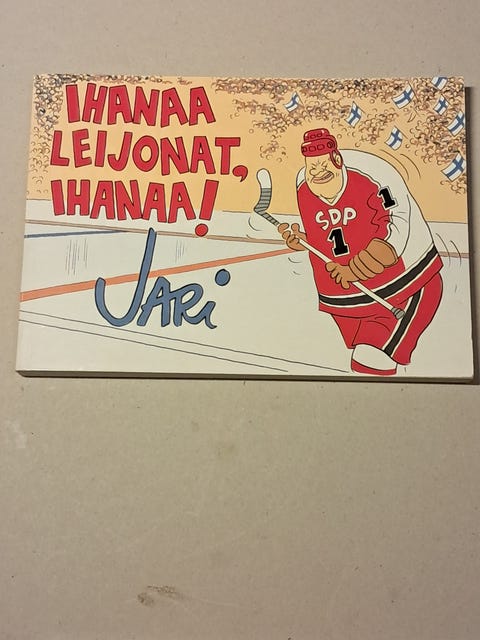 IHANAA
LEIJONAT,
IHANAA!
JARi
SDP
1
1